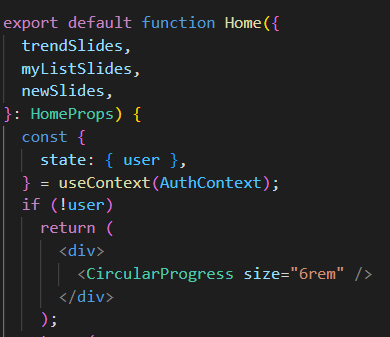 export default function Home({
  trendSlides,
  myListSlides,
  newSlides,
}: HomeProps) {
  const {
    state: { user },
  } = useContext(AuthContext);
  if (!user)
    return (
      <div>
        <CircularProgress size="6rem" />
      </div>
    );